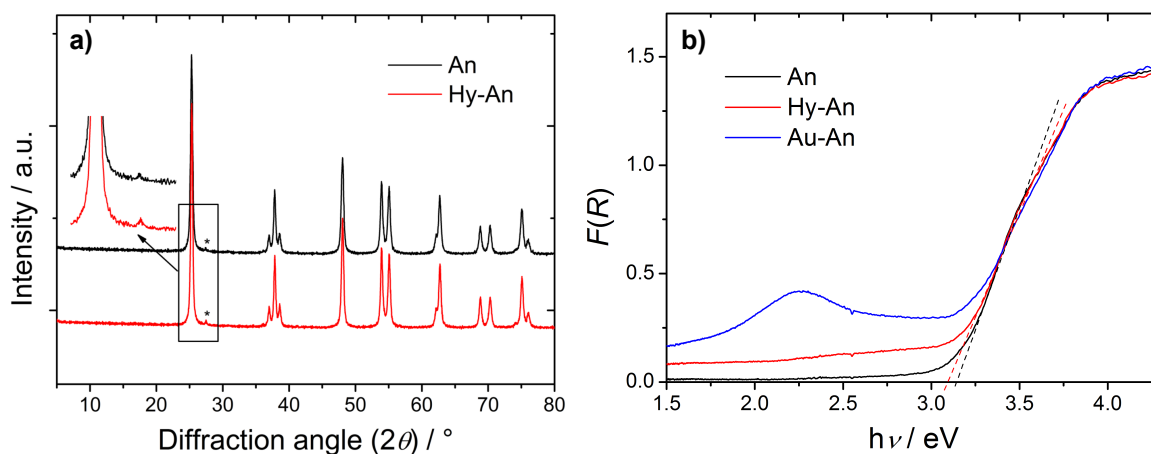 a)
An
Hy-An
*
*
Intensity / a.u.
10 20 30 40 50 60 70 80
Diffraction angle (2θ) / °
b)
An
Hy-An
Au-An
1.5
1.0
0.5
0.0
F(R)
1.5 2.0 2.5 3.0 3.5 4.0
hν / eV